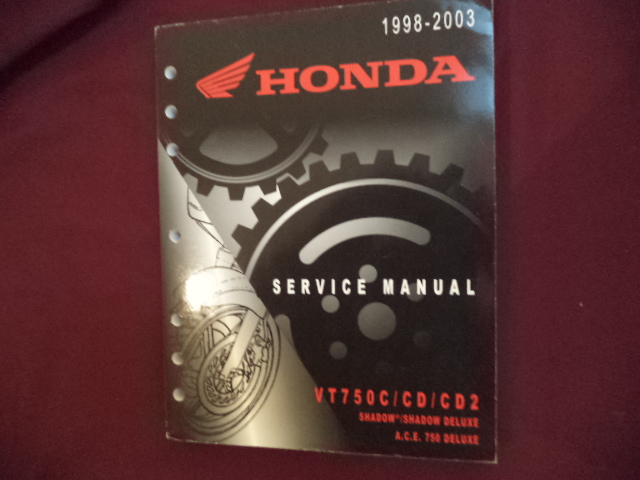 1998-2003
HONDA
SERVICE MANUAL
VT750C/CD/CD2
SHADOW®/SHADOW DELUXE
A.C.E. 750 DELUXE